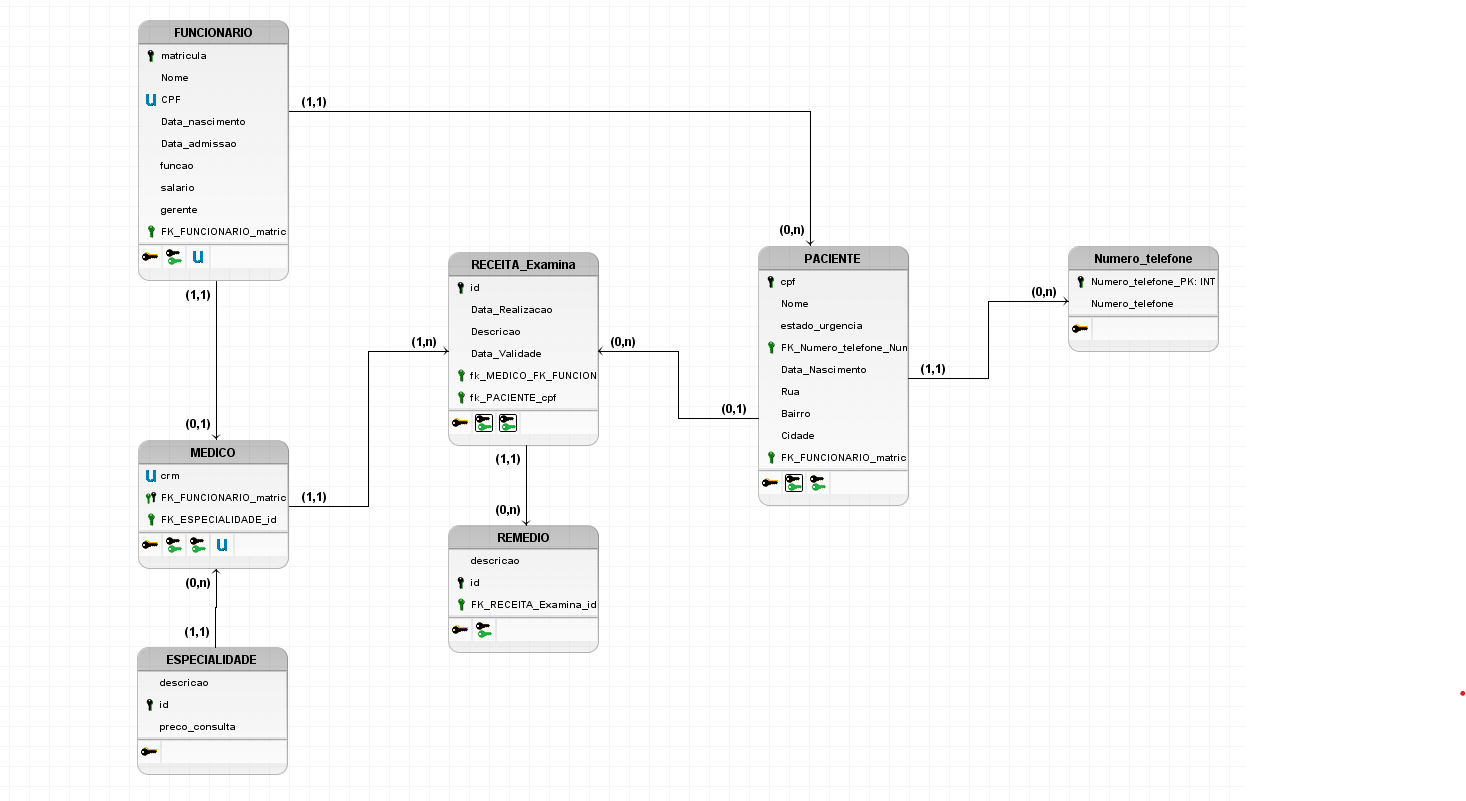 FUNCIONARIO
matricula
Nome
u CPF
Data_nascimento
Data_admissao
funcao
salario
gerente
FK_FUNCIONARIO_matric
u
(1,1)
(0,n)
(1,1)
(0,1)
MEDICO
u crm
FK_FUNCIONARIO_matric
FK_ESPECIALIDADE_id
u
(1,1)
(1,n)
(0,n)
(1,1)
ESPECIALIDADE
descricao
id
preco_consulta
RECEITA_Examina
id
Data_Realizacao
Descricao
Data_Validade
fk_MEDICO_FK_FUNCION
fk_PACIENTE_cpf
(0,n)
(0,1)
(1,1)
(0,n)
REMEDIO
descricao
id
FK_RECEITA_Examina_id
PACIENTE
cpf
Nome
estado_urgencia
FK_Numero_telefone_Num
Data_Nascimento
Rua
Bairro
Cidade
FK_FUNCIONARIO_matric
(1,1)
(0,n)
Numero_telefone
Numero_telefone_PK: INT
Numero_telefone